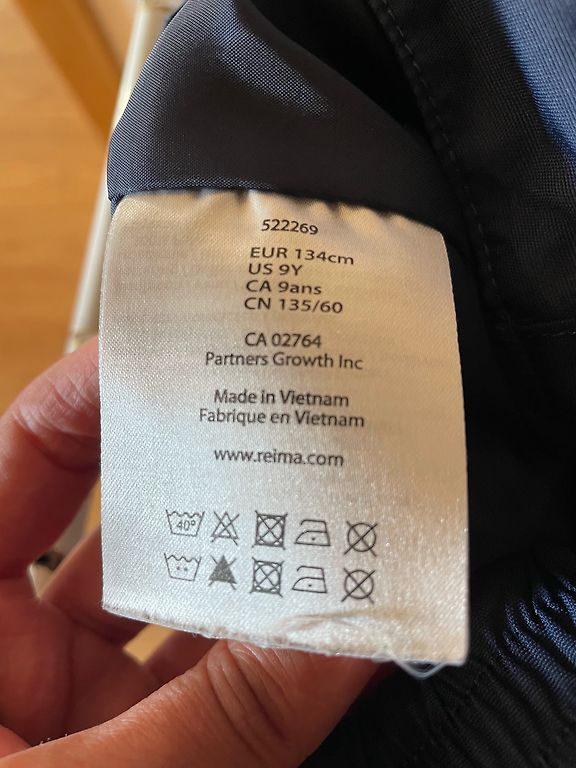 522269
EUR 134cm
US 9Y
CA 9ans
CN 135/60
CA 02764
Partners Growth Inc
Made in Vietnam
Fabrique en Vietnam
www.reima.com
40°